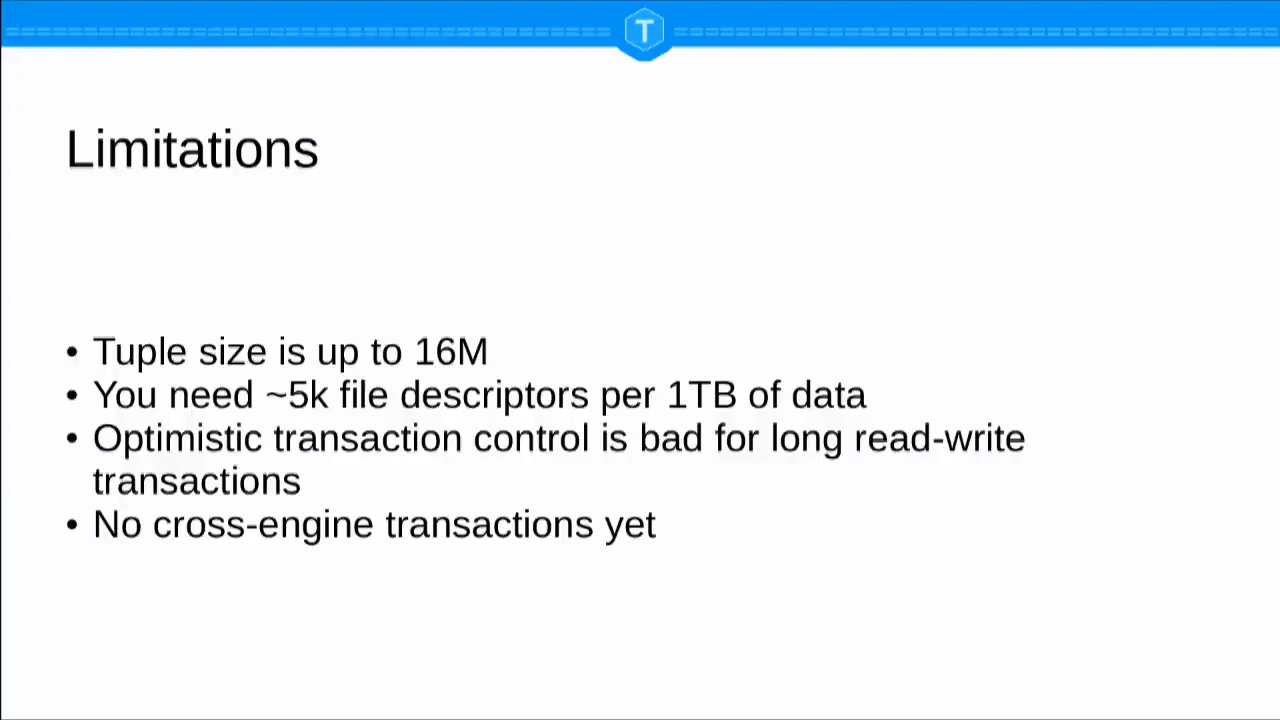 T
Limitations
• Tuple size is up to 16M
• You need ~5k file descriptors per 1TB of data
• Optimistic transaction control is bad for long read-write
transactions
• No cross-engine transactions yet